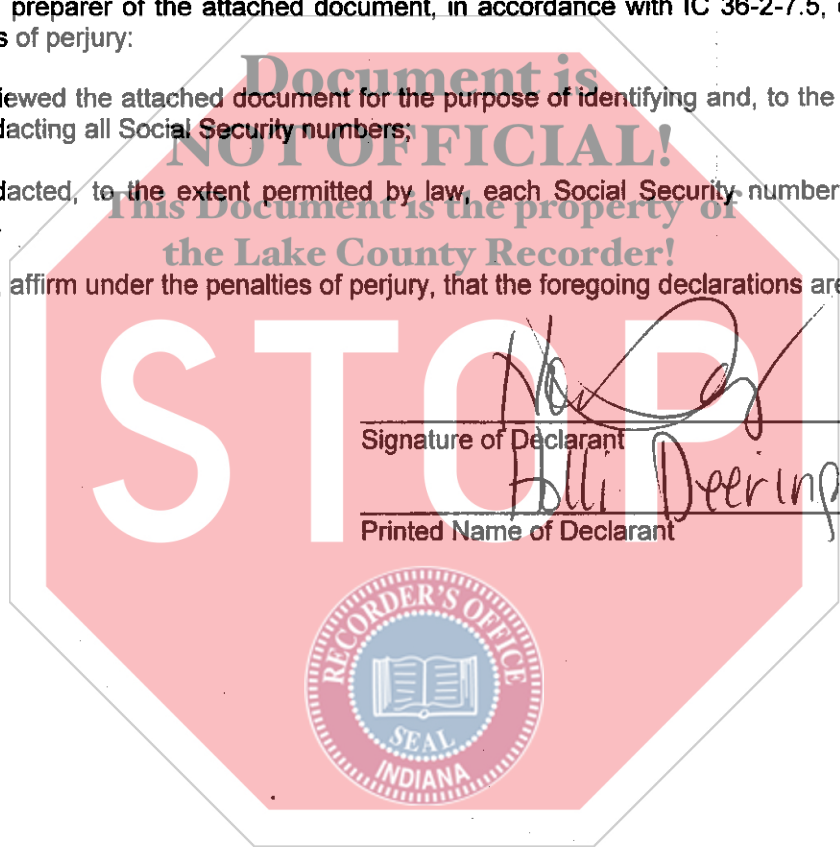 preparer of the attached document, in accordance with IC 36-2-7.5,
s of perjury:
Document is
iewed the attached document for the purpose of identifying and, to the
dacting all Social Security numbers;
NOT OFFICIAL!
dacted, to the extent permitted by law, each Social Security number
This Document is the property of
the Lake County Recorder!
affirm under the penalties of perjury, that the foregoing declarations are
STOP
Signature of Declarant
Holli Deering
Printed Name of Declarant
RECORDER'S OFFICE
SEAL
INDIANA